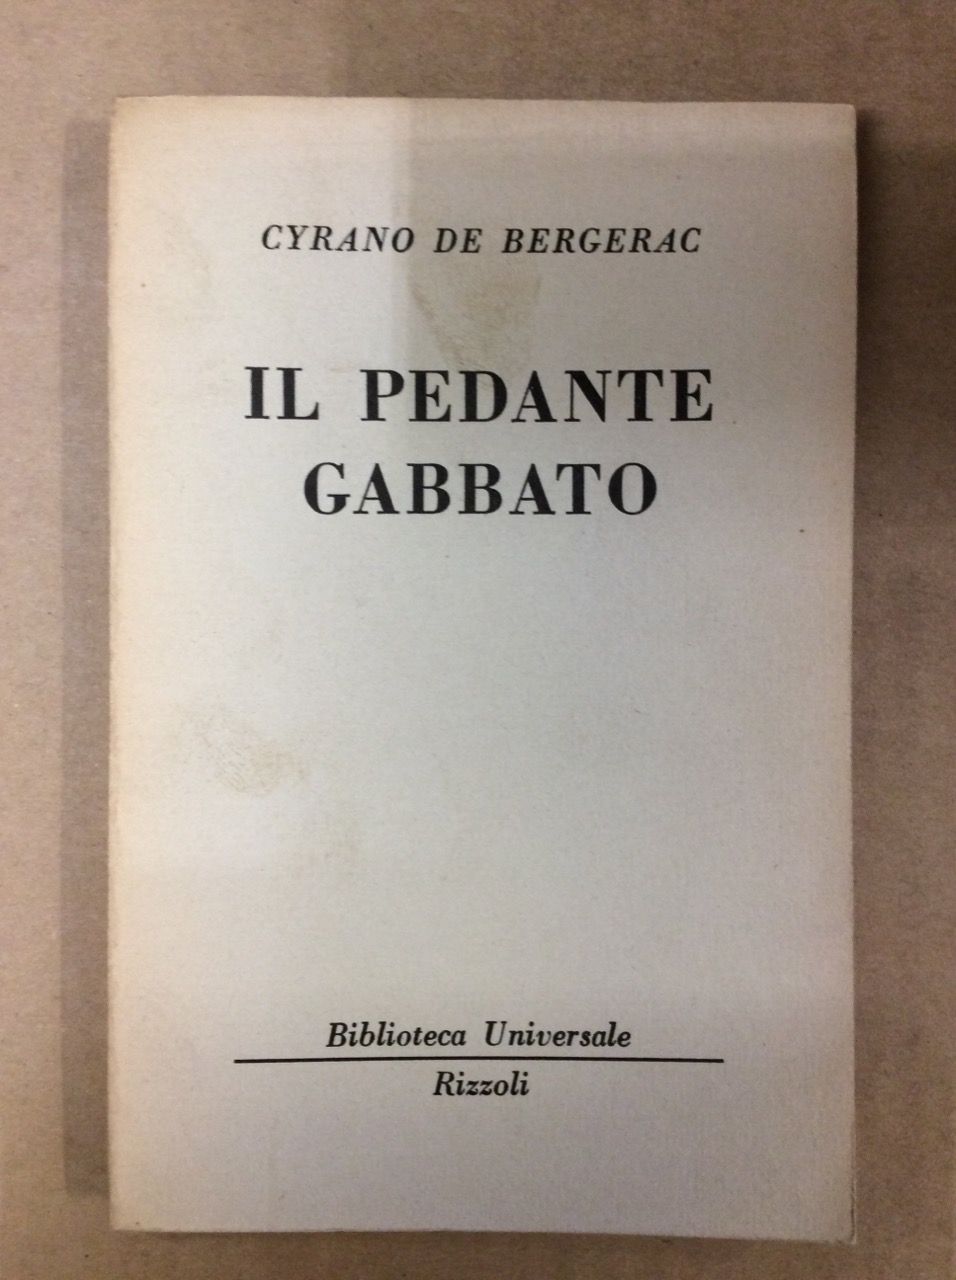 CYRANO DE BERGERAC
IL PEDANTE
GABBATO
Biblioteca Universale
Rizzoli